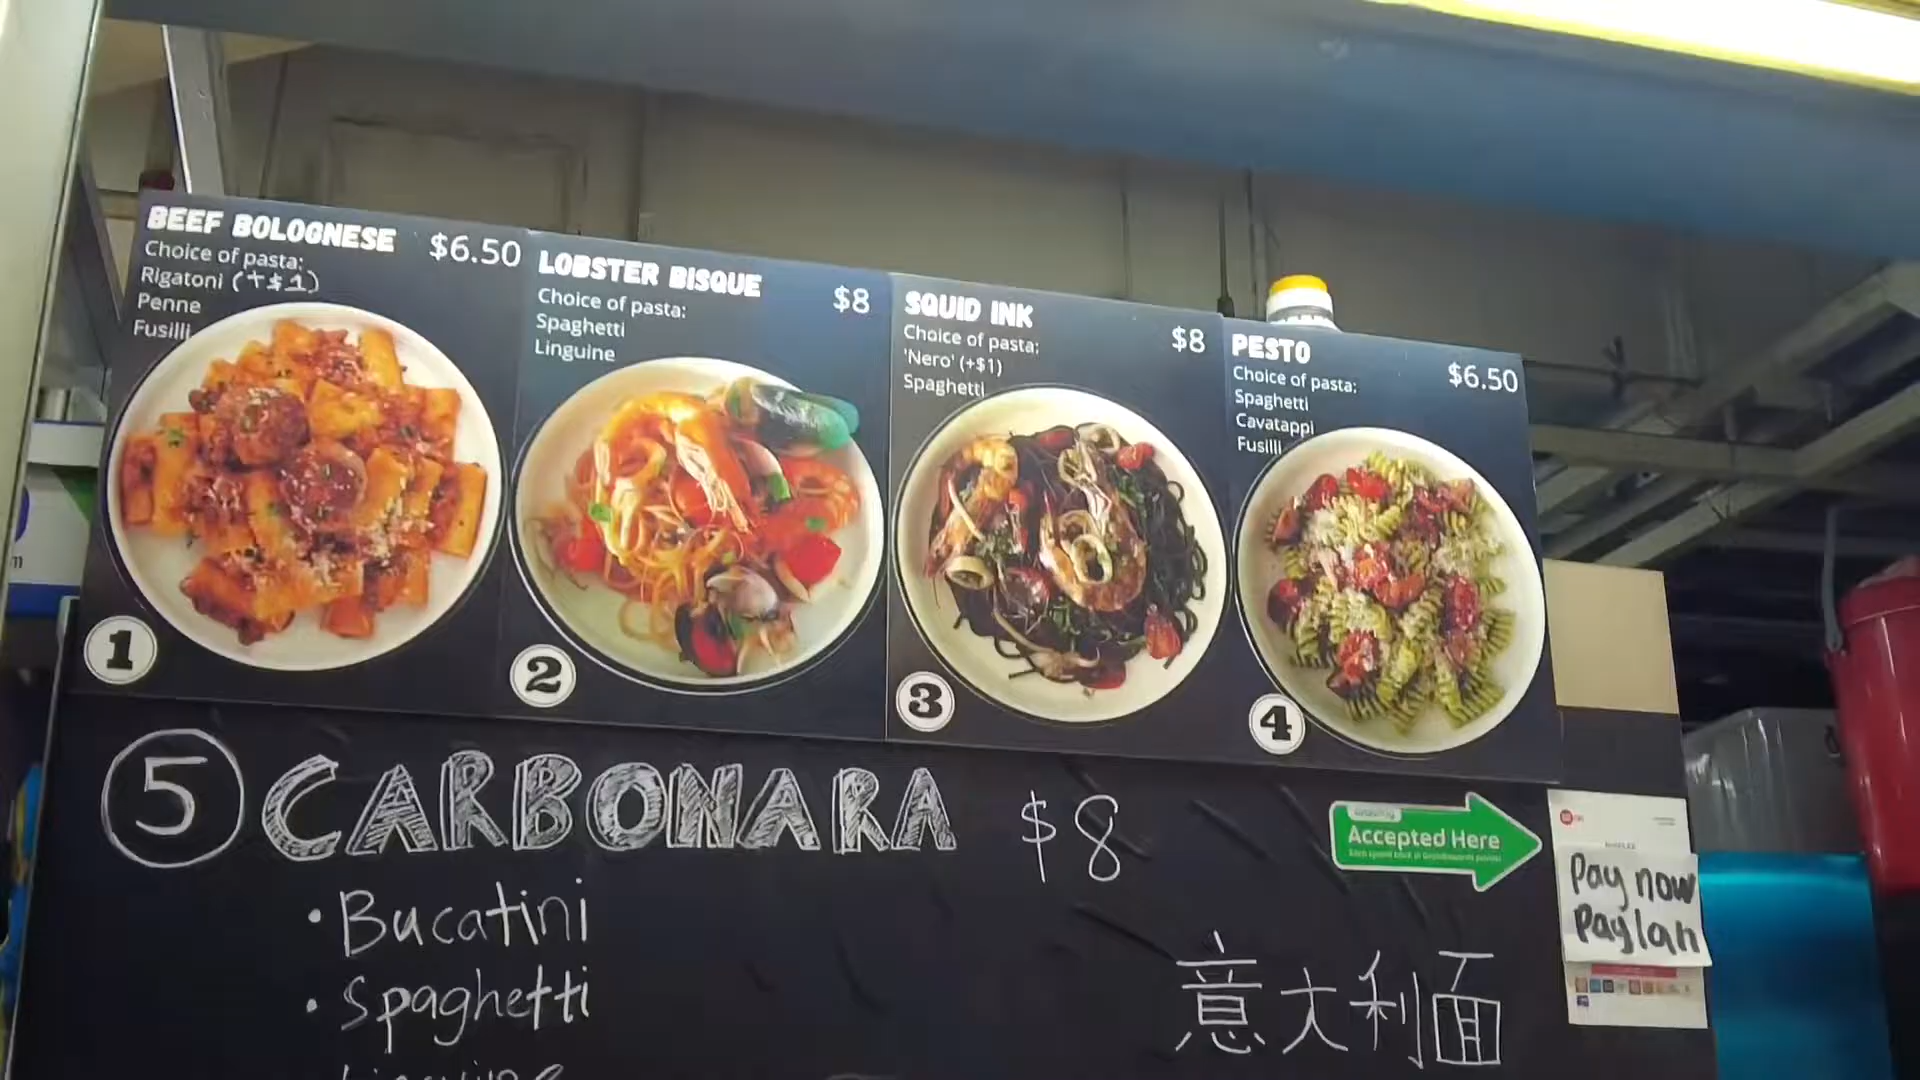 BEEF BOLOGNESE $6.50
Choice of pasta:
Rigatoni (+$1)
Penne
Fusilli
1
LOBSTER BISQUE $8
Choice of pasta:
Spaghetti
Linguine
2
SQUID INK $8
Choice of pasta:
'Nero' (+$1)
Spaghetti
3
PESTO $6.50
Choice of pasta:
Spaghetti
Cavatappi
Fusilli
4
5 CARBONARA $8
• Bucatini
• Spaghetti
Accepted Here
Pay now
Paylah
意大利面